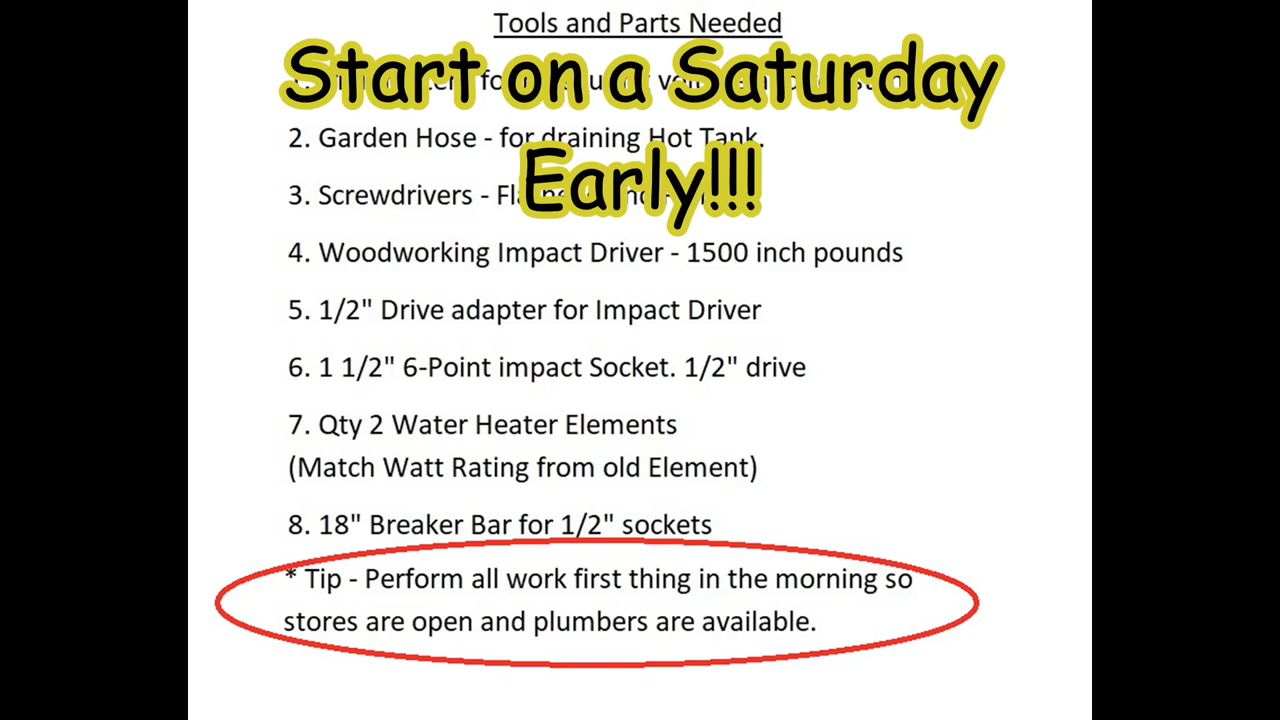 Tools and Parts Needed
Start on a Saturday
Early!!!
2. Garden Hose - for draining Hot Tank.
3. Screwdrivers -
4. Woodworking Impact Driver - 1500 inch pounds
5. 1/2" Drive adapter for Impact Driver
6. 1 1/2" 6-Point impact Socket. 1/2" drive
7. Qty 2 Water Heater Elements
(Match Watt Rating from old Element)
8. 18" Breaker Bar for 1/2" sockets
* Tip - Perform all work first thing in the morning so
stores are open and plumbers are available.